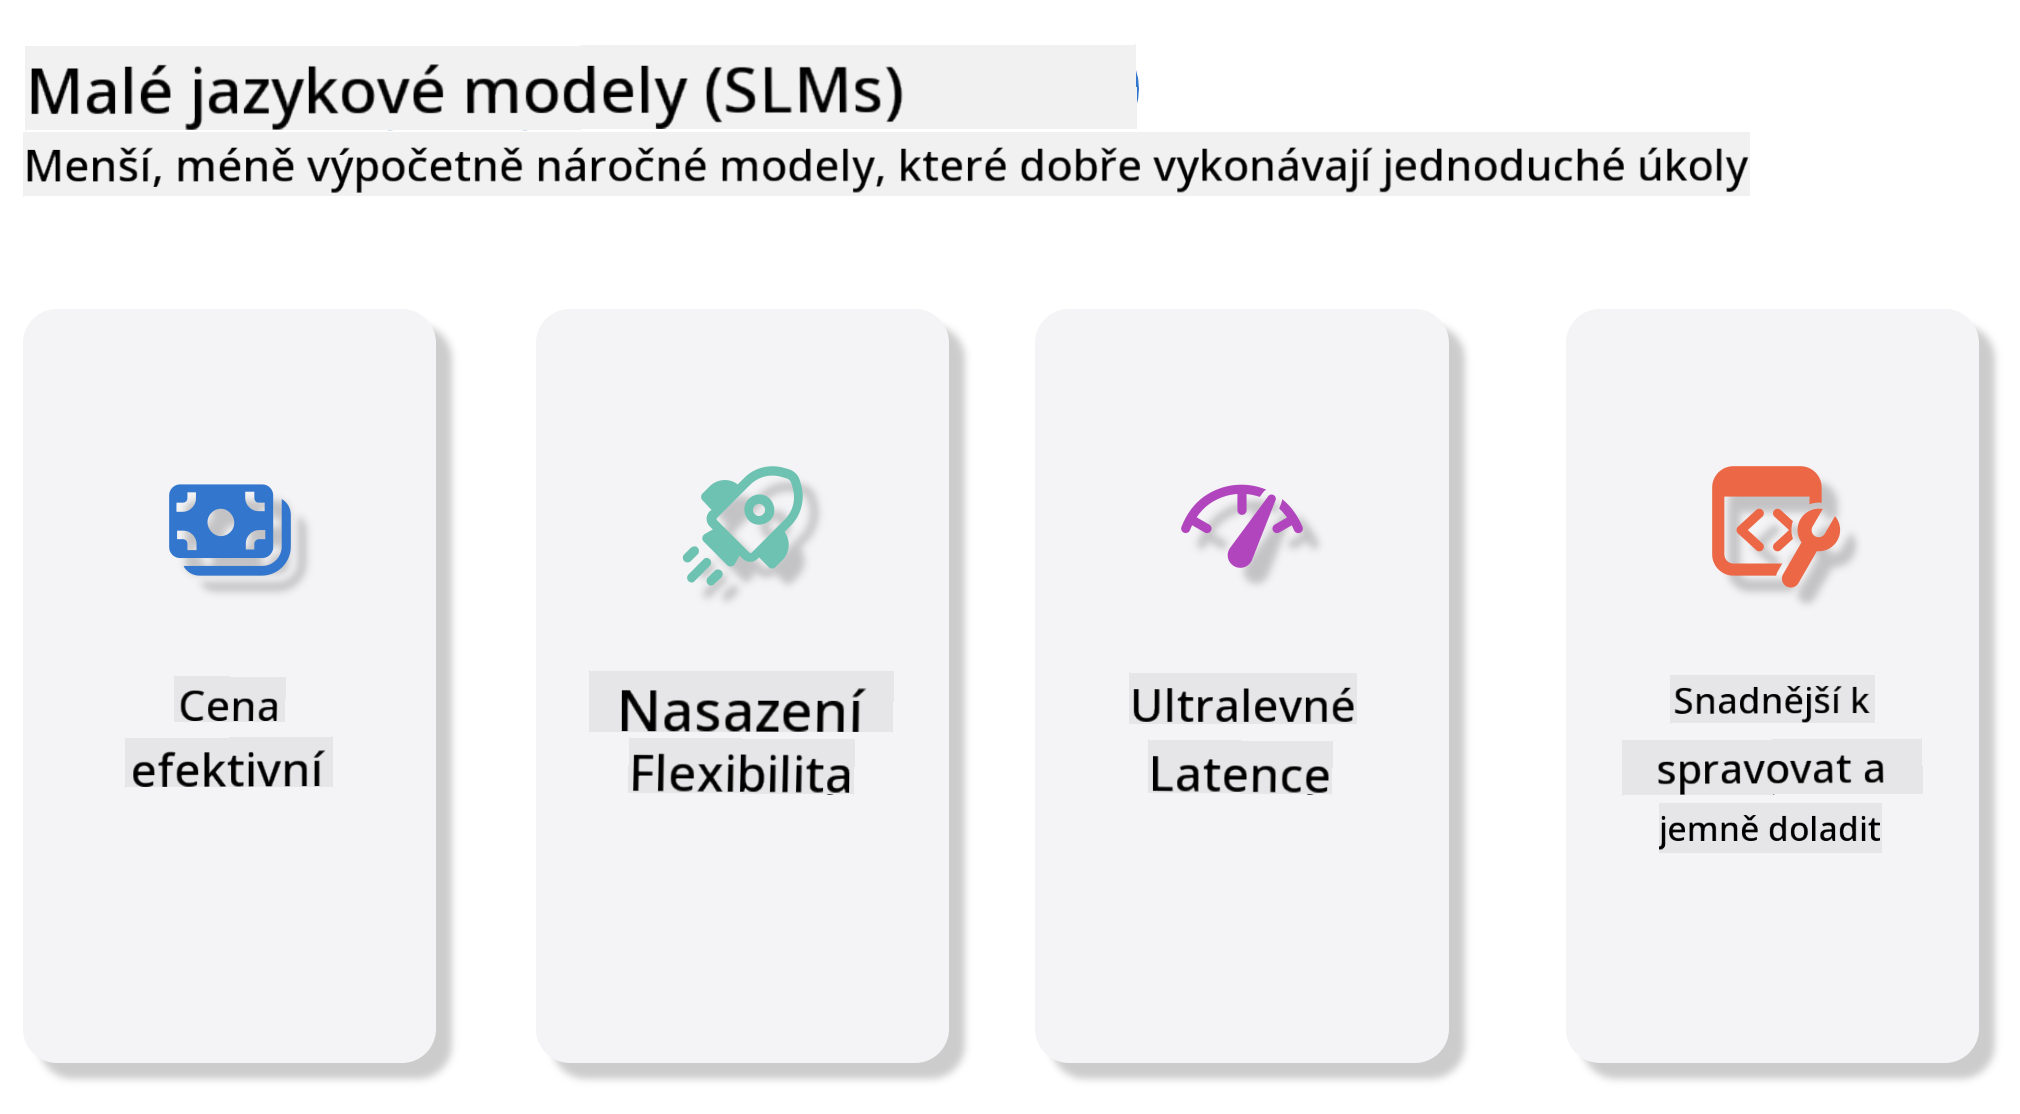 Malé jazykové modely (SLMs)
Menší, méně výpočetně náročné modely, které dobře vykonávají jednoduché úkoly
Cena
efektivní
Nasazení
Flexibilita
Ultralevné
Latence
Snadnější k
spravovat a
jemně doladit